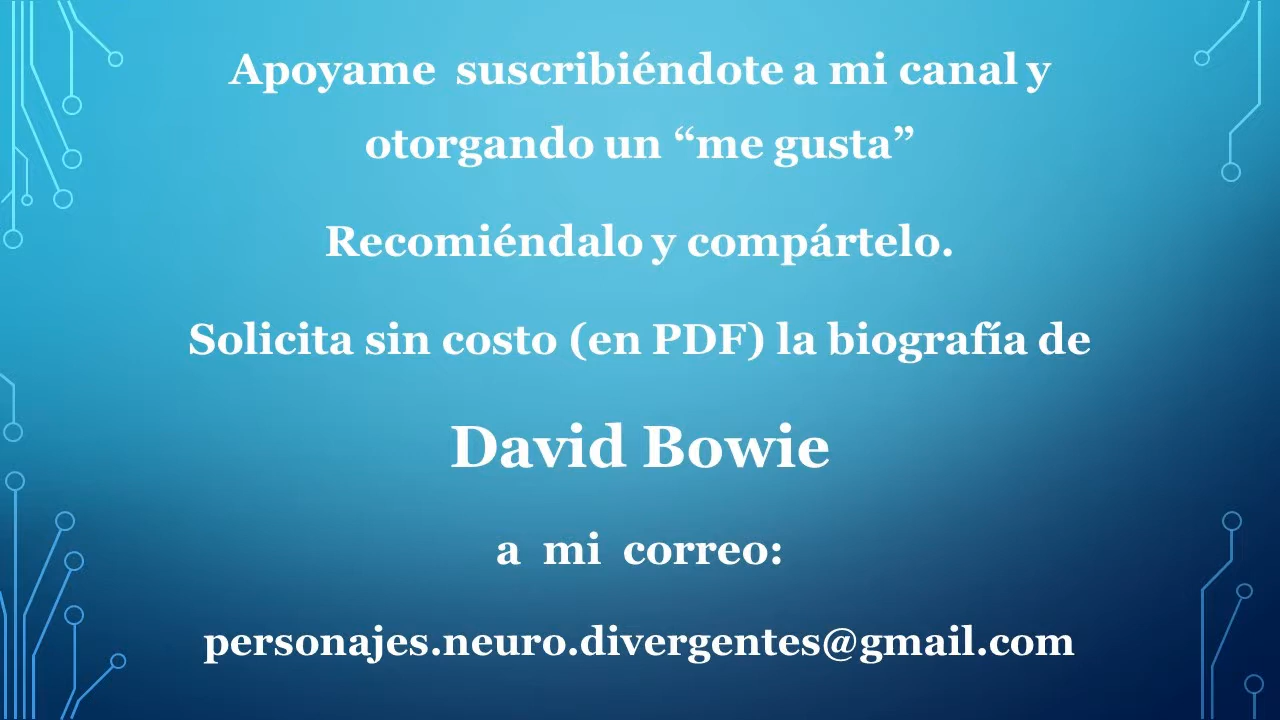 Apoyame suscribiéndote a mi canal y
otorgando un “me gusta”
Recomiéndalo y compártelo.
Solicita sin costo (en PDF) la biografía de
David Bowie
a mi correo:
personajes.neuro.divergentes@gmail.com